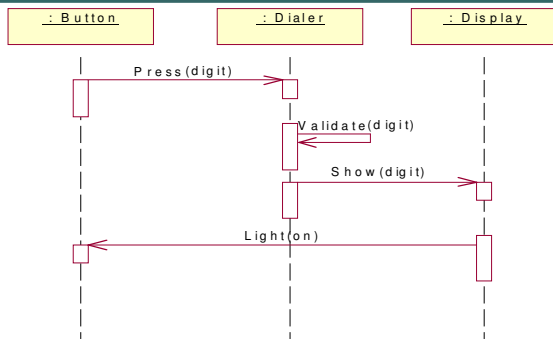 : Button
: Dialer
: Display
Press(digit)
Validate(digit)
Show(digit)
Light(on)